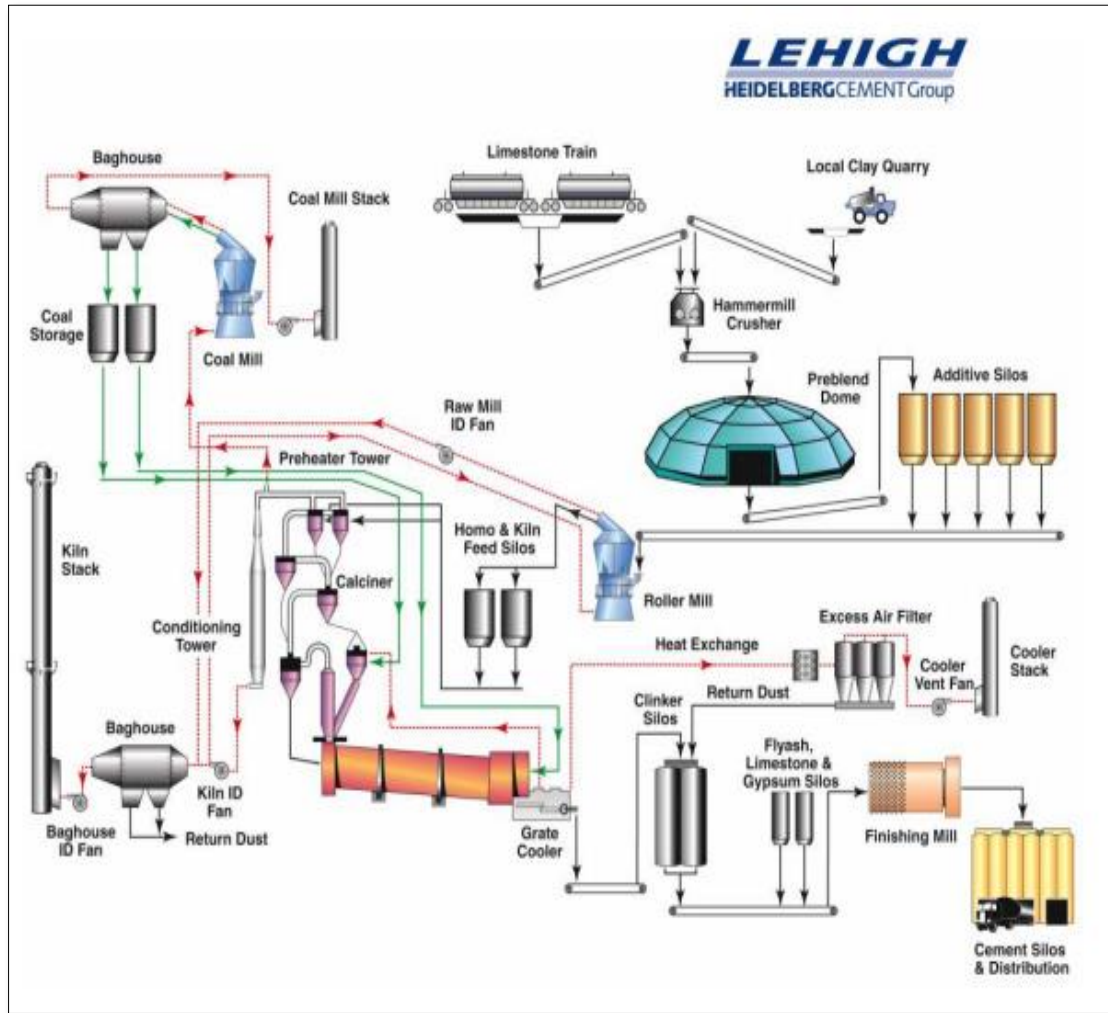 LEHIGH
HEIDELBERGCEMENT Group
Baghouse
Limestone Train
Local Clay Quarry
Coal Mill Stack
Hammermill
Crusher
Coal
Storage
Coal Mill
Preblend
Dome
Additive Silos
Raw Mill
ID Fan
Preheater Tower
Kiln
Stack
Homo & Kiln
Feed Silos
Calciner
Roller Mill
Conditioning
Tower
Excess Air Filter
Heat Exchange
Cooler
Vent Fan
Cooler
Stack
Return Dust
Clinker
Silos
Baghouse
Flyash,
Limestone &
Gypsum Silos
Kiln ID
Fan
Baghouse
ID Fan
Return Dust
Grate
Cooler
Finishing Mill
Cement Silos
& Distribution